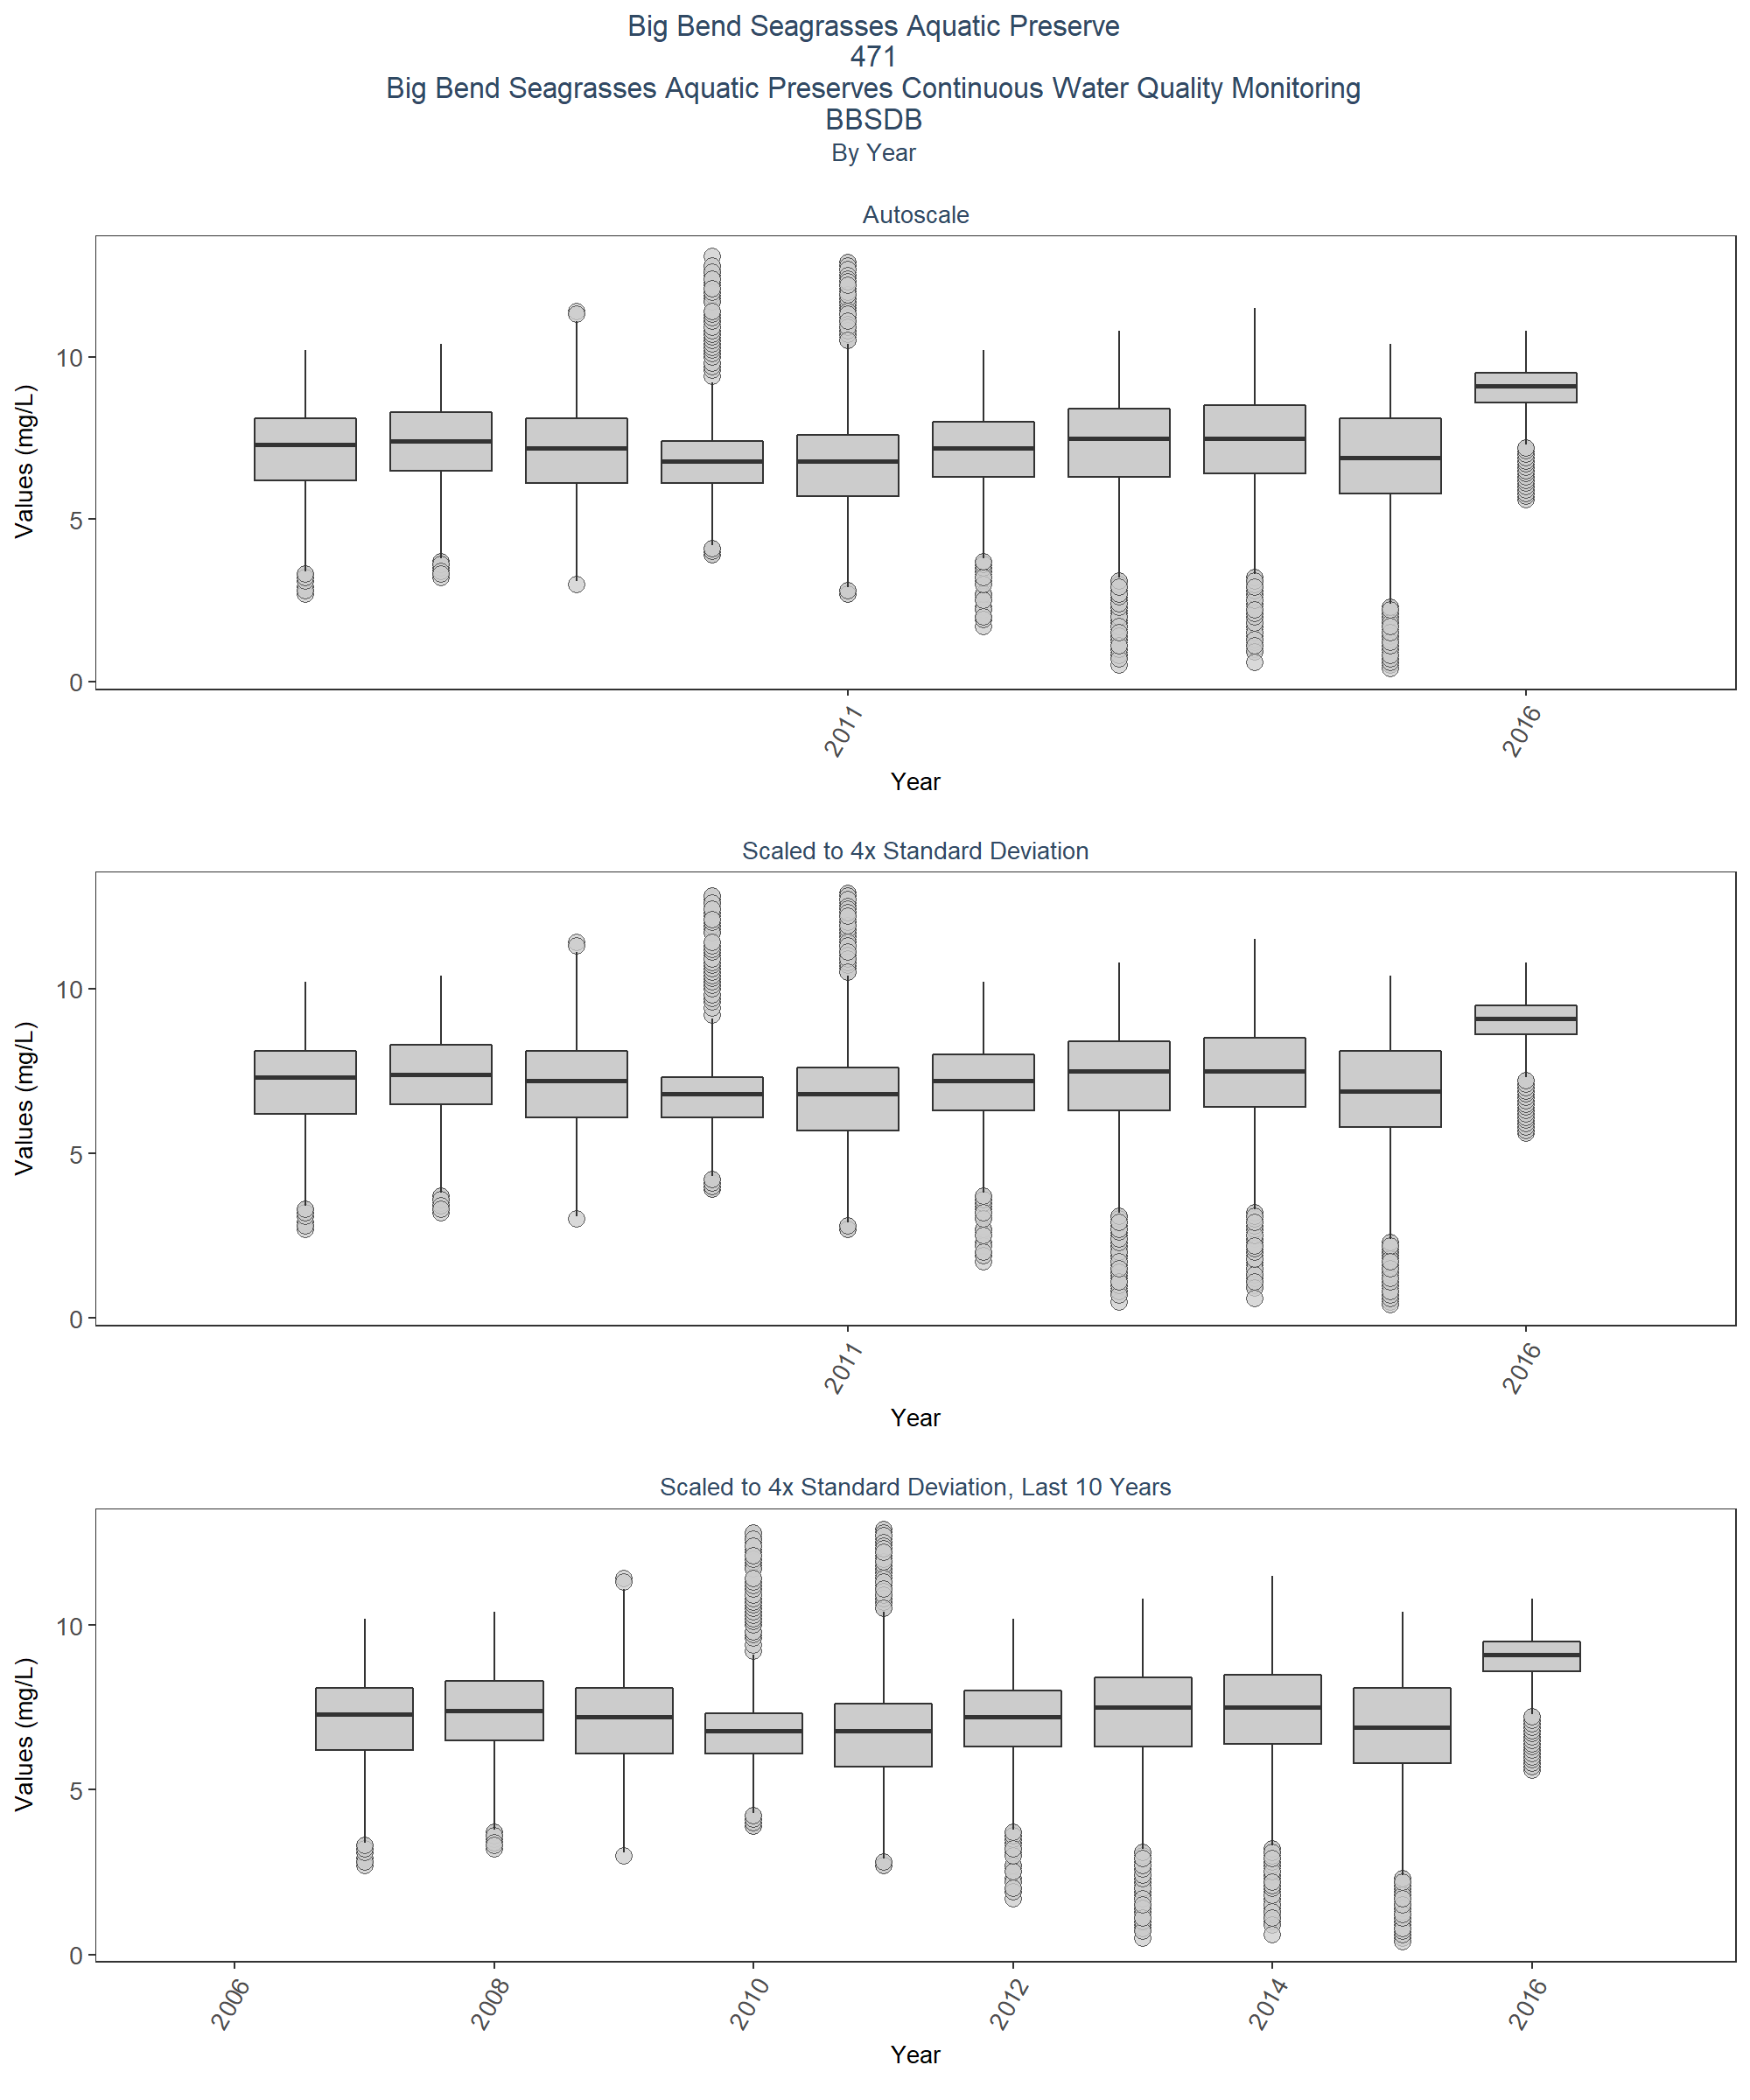 Big Bend Seagrasses Aquatic Preserve
471
Big Bend Seagrasses Aquatic Preserves Continuous Water Quality Monitoring
BBSDB
By Year
Autoscale
Values (mg/L)
10
5
0
2011
2016
Year
Scaled to 4x Standard Deviation
Values (mg/L)
10
5
0
2011
2016
Year
Scaled to 4x Standard Deviation, Last 10 Years
Values (mg/L)
10
5
0
2006
2008
2010
2012
2014
2016
Year